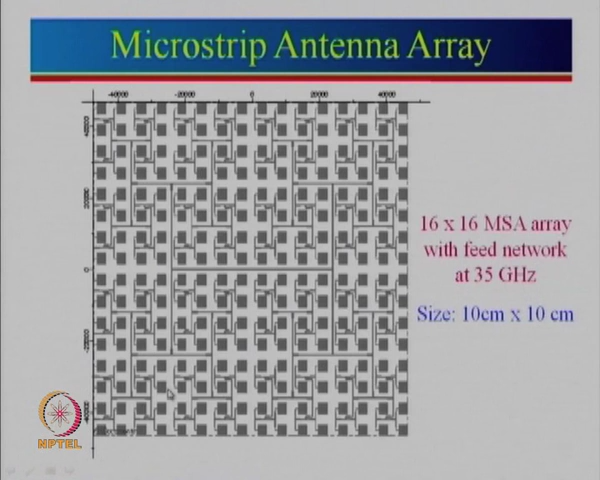 Microstrip Antenna Array
-40000 -20000 0 20000 40000
16 x 16 MSA array
with feed network
at 35 GHz
Size: 10cm x 10 cm
NPTEL